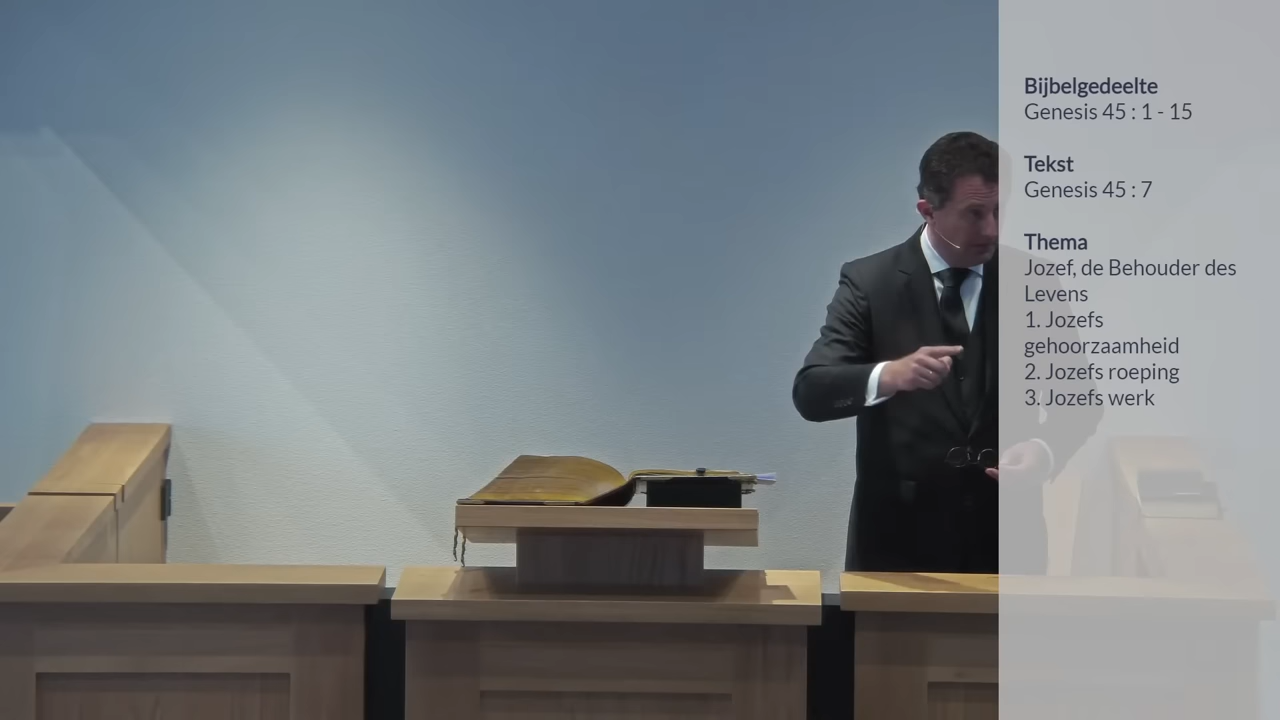 Bijbelgedeelte
Genesis 45 : 1 - 15
Tekst
Genesis 45 : 7
Thema
Jozef, de Behouder des
Levens
1. Jozefs
gehoorzaamheid
2. Jozefs roeping
3. Jozefs werk